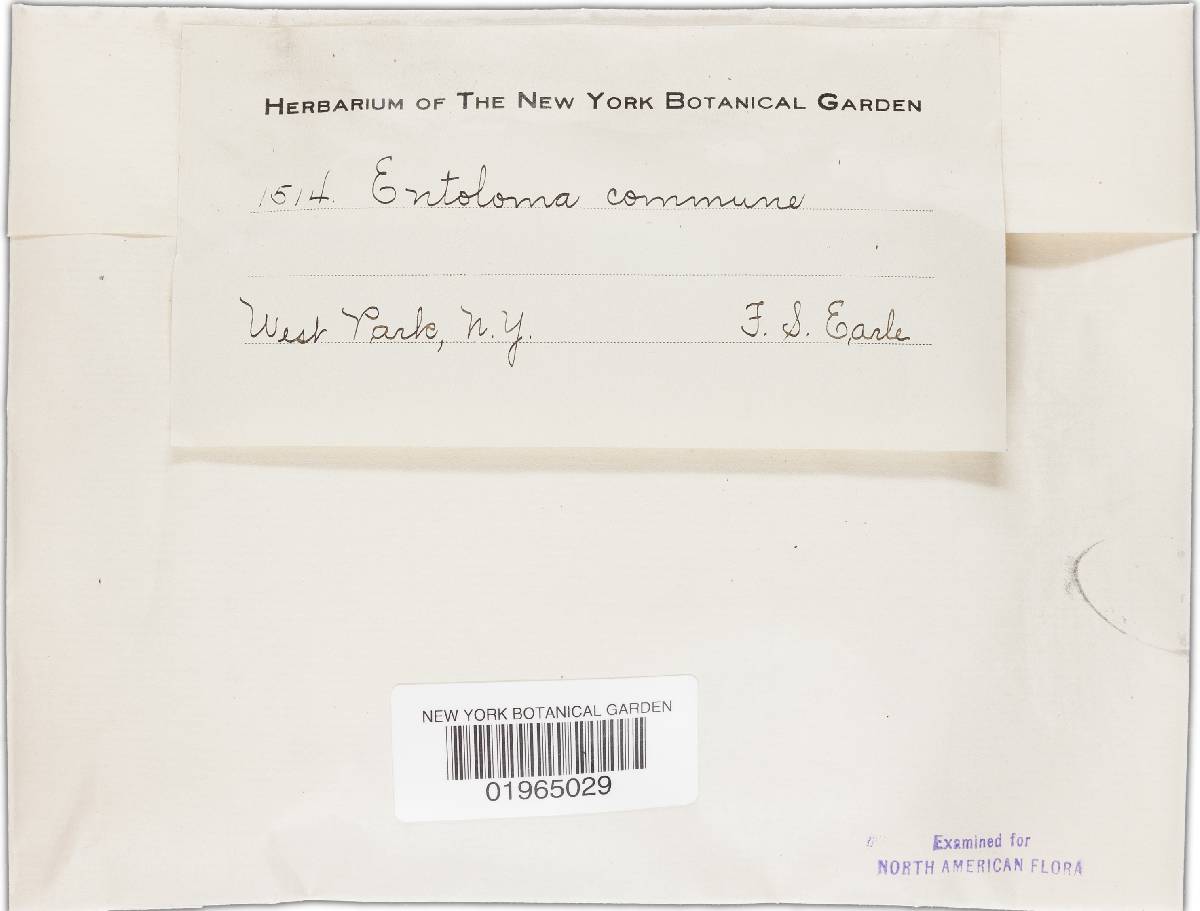 HERBARIUM OF THE NEW YORK BOTANICAL GARDEN
1514. Entoloma commune
West Park, N.Y. F. S. Earle
NEW YORK BOTANICAL GARDEN
01965029
Examined for
NORTH AMERICAN FLORA